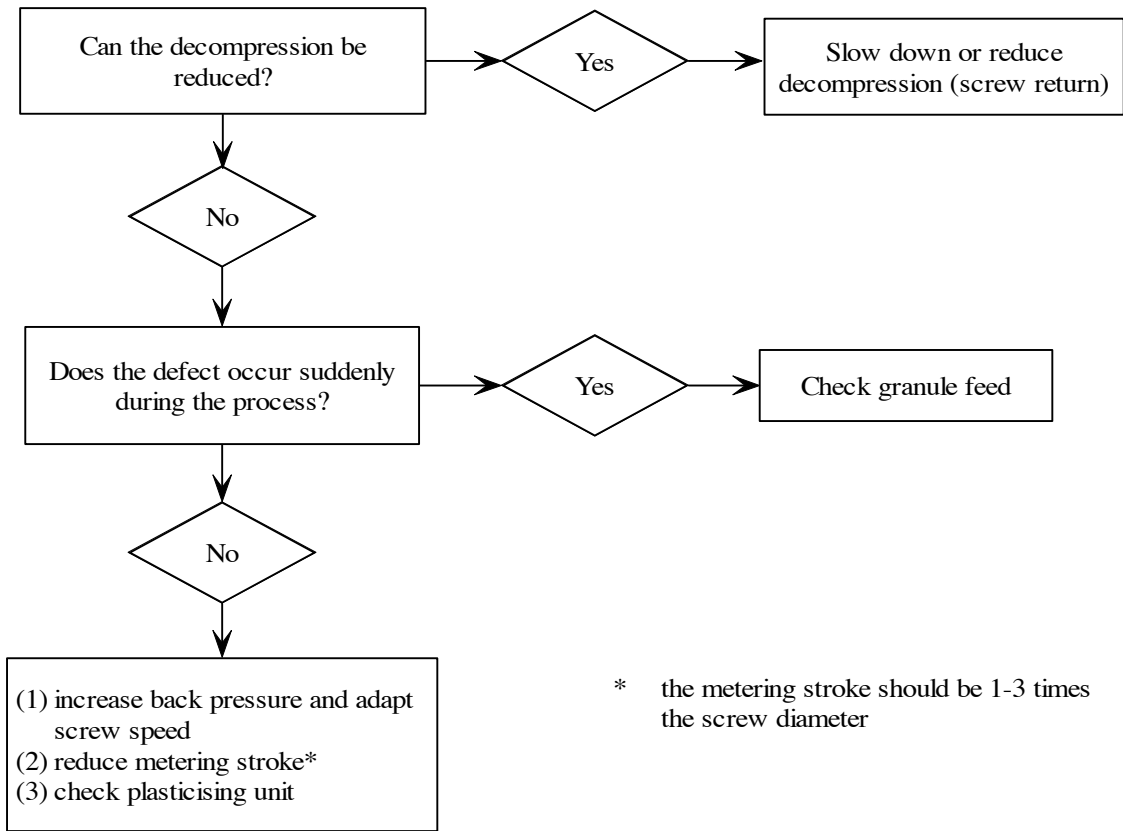 Can the decompression be
reduced?
Yes
Slow down or reduce
decompression (screw return)
No
Does the defect occur suddenly
during the process?
Yes
Check granule feed
No
(1) increase back pressure and adapt
screw speed
(2) reduce metering stroke*
(3) check plasticising unit
* the metering stroke should be 1-3 times
the screw diameter